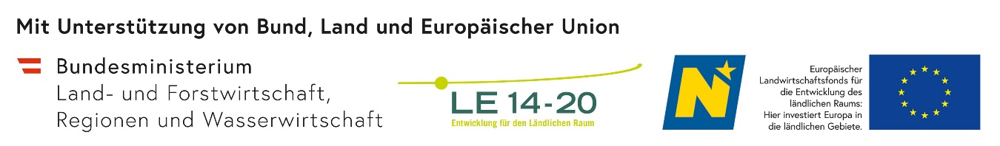 Mit Unterstützung von Bund, Land und Europäischer Union
Bundesministerium
Land- und Forstwirtschaft,
Regionen und Wasserwirtschaft
LE 14-20
Entwicklung für den Ländlichen Raum
N
Europäischer
Landwirtschaftsfonds für
die Entwicklung des
ländlichen Raums:
Hier investiert Europa in
die ländlichen Gebiete.